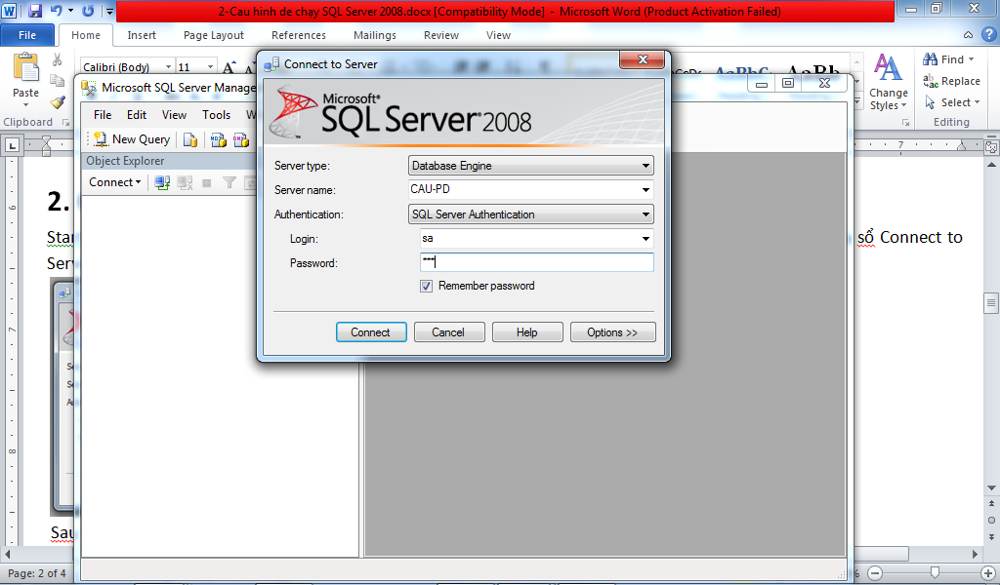 2-Cau hinh de chay SQL Server 2008.docx [Compatibility Mode] - Microsoft Word (Product Activation Failed)
File Home Insert Page Layout References Mailings Review View
Calibri (Body) 11
Paste
Clipboard
Change
Styles
Find
Replace
Select
Editing
Microsoft SQL Server Manage
File Edit View Tools W
New Query
Object Explorer
Connect
Connect to Server
Microsoft®
SQL Server® 2008
Server type: Database Engine
Server name: CAU-PD
Authentication: SQL Server Authentication
Login: sa
Password: ***
Remember password
Connect Cancel Help Options >>
2.
sổ Connect to
Serv
Sau
Page: 2 of 4